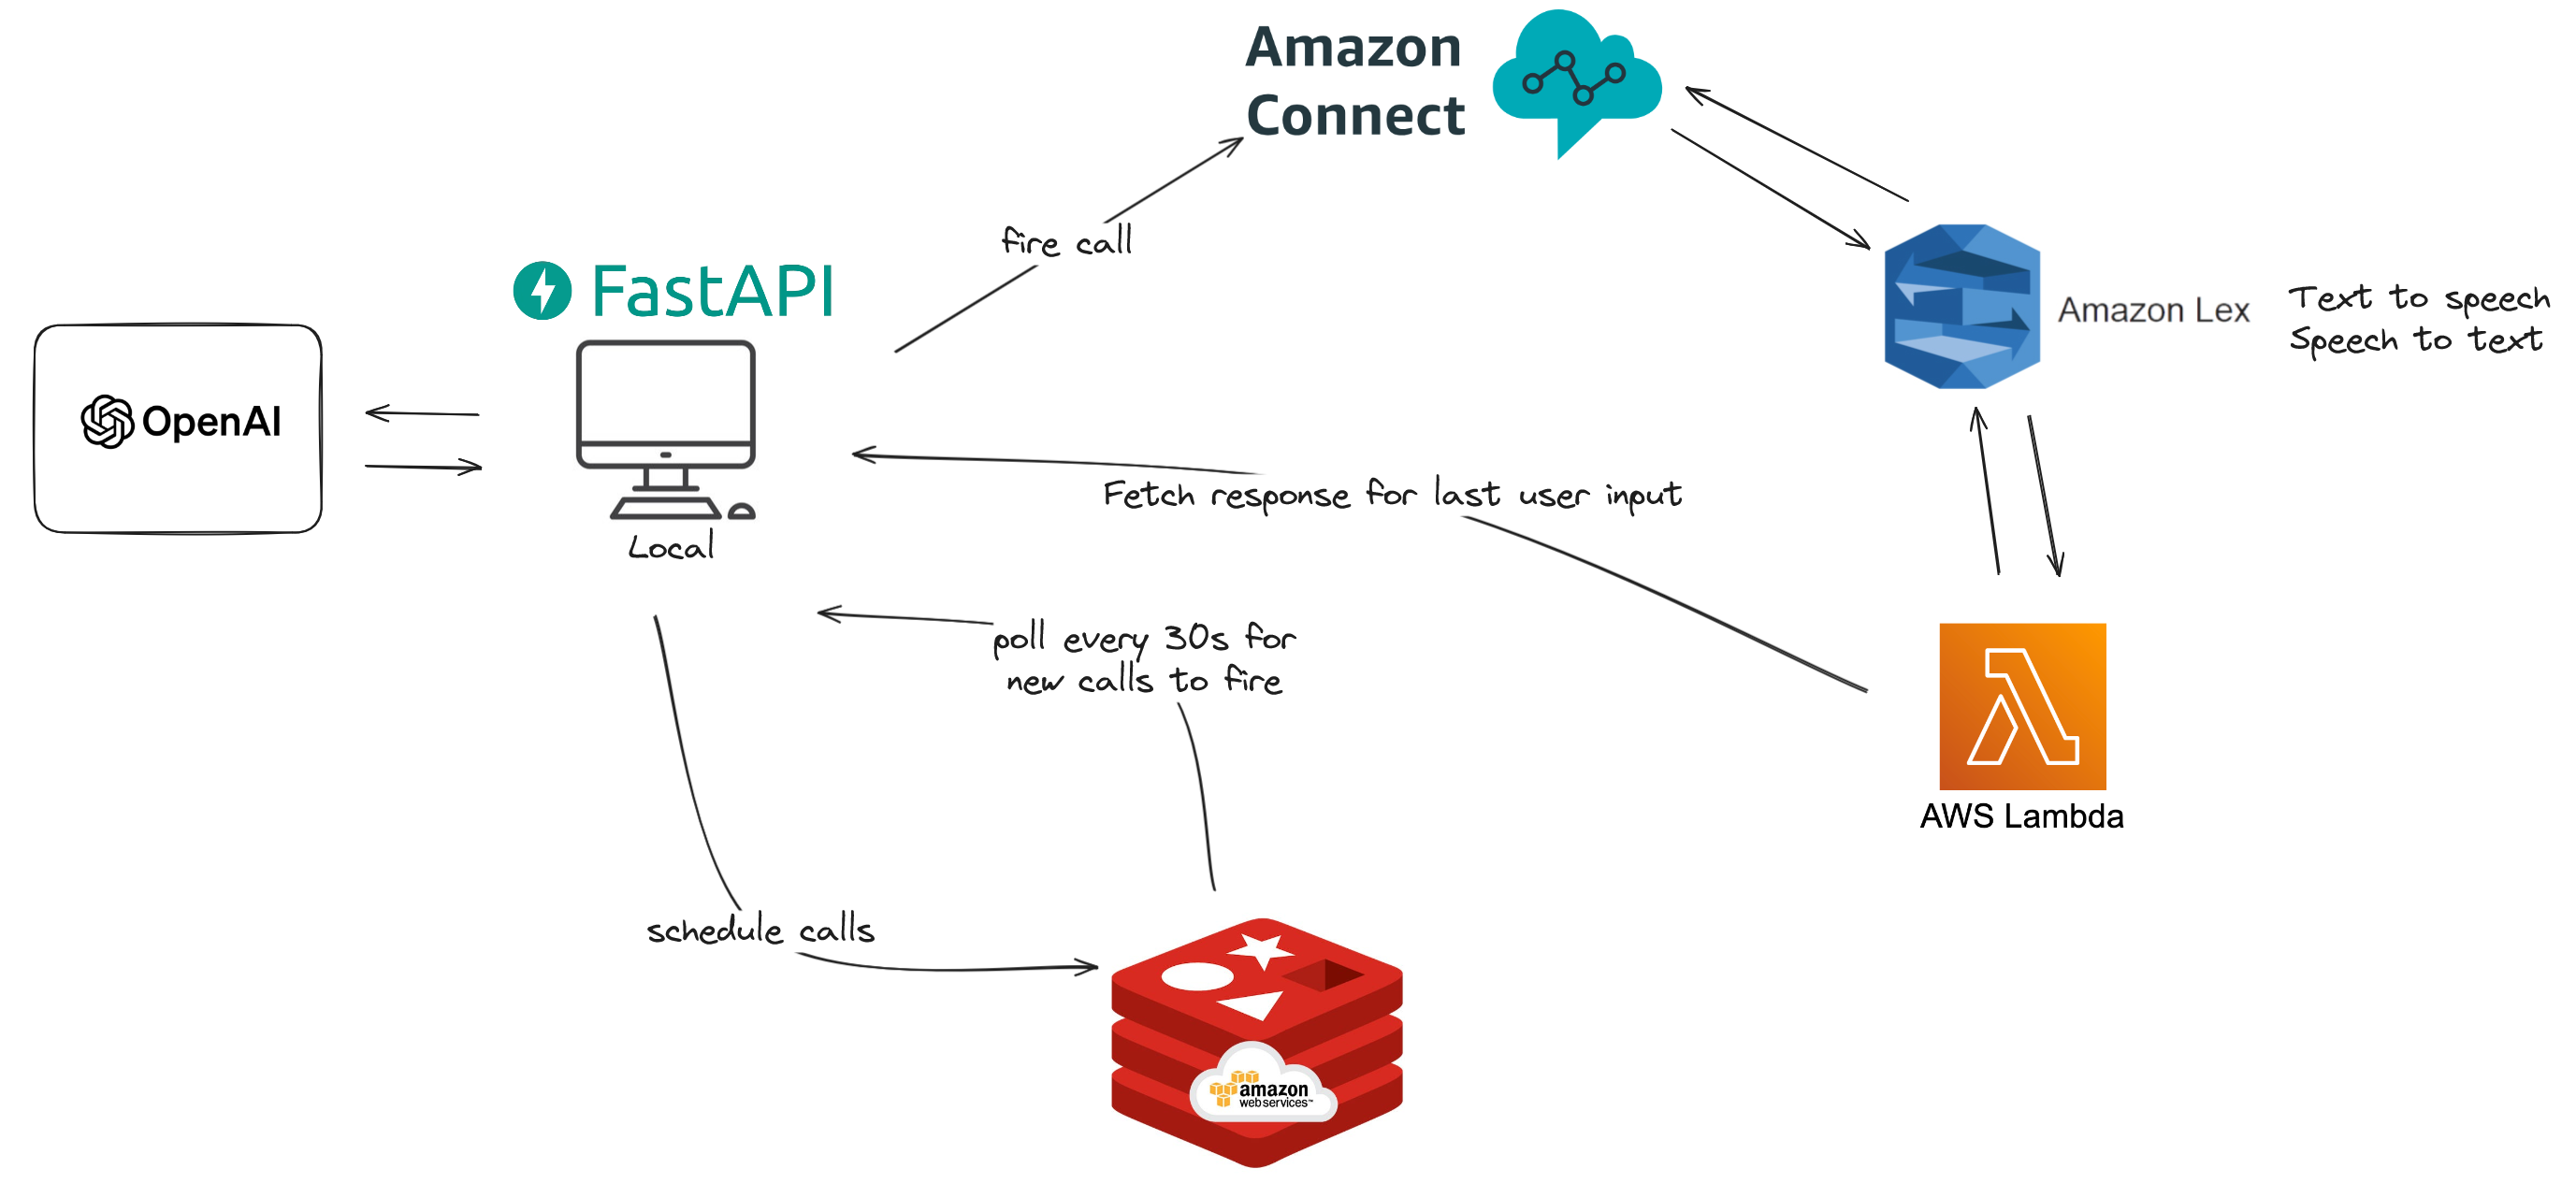 Amazon
Connect
fire call
FastAPI
Amazon Lex
Text to speech
Speech to text
OpenAI
Fetch response for last user input
Local
poll every 30s for
new calls to fire
AWS Lambda
schedule calls
amazon
web services™